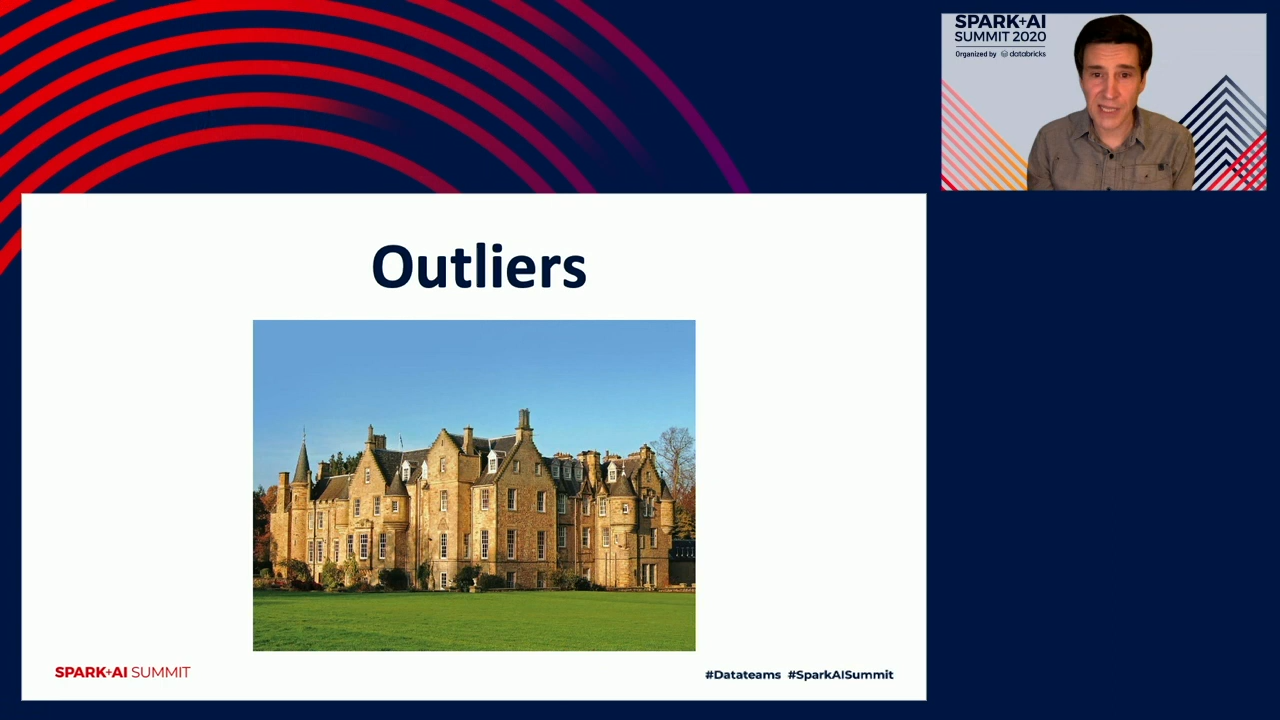 SPARK+AI
SUMMIT 2020
Organized by databricks
Outliers
SPARK+AI SUMMIT
#Datateams #SparkAISummit